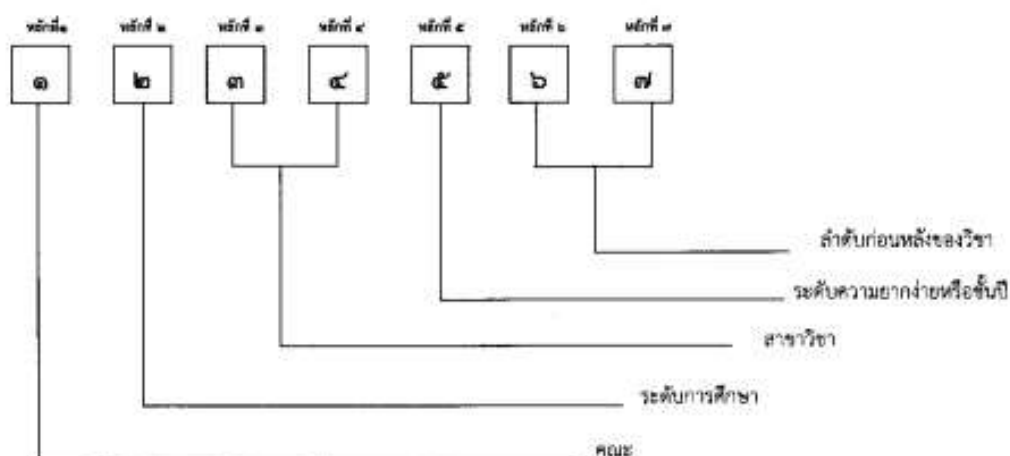 หลักที่๑ หลักที่ ๒ หลักที่ ๓ หลักที่ ๔ หลักที่ ๕ หลักที่ ๖ หลักที่ ๗
๑ ๒ ๓ ๔ ๕ ๖ ๗
ลำดับก่อนหลังของวิชา
ระดับความยากง่ายหรือชั้นปี
สาขาวิชา
ระดับการศึกษา
คณะ